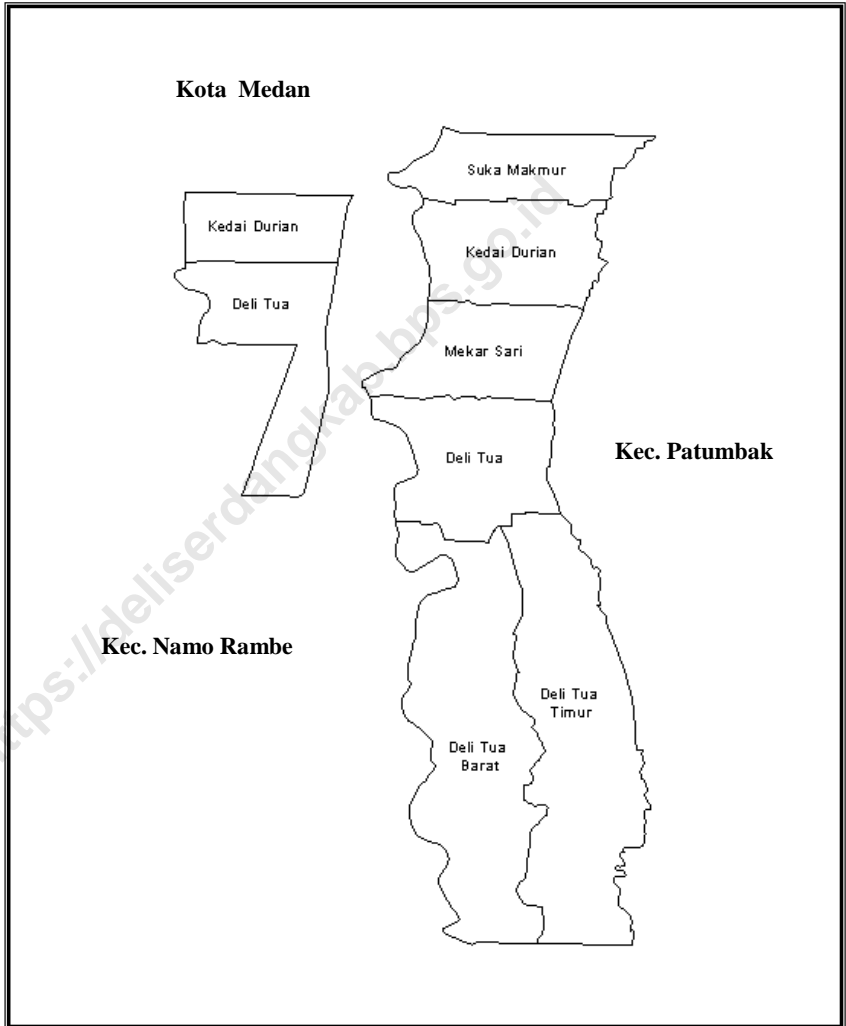 Kota Medan
Suka Makmur
Kedai Durian
Kedai Durian
Deli Tua
Mekar Sari
Deli Tua
Kec. Patumbak
Kec. Namo Rambe
Deli Tua
Timur
Deli Tua
Barat
https://deliserdangkab.bps.go.id